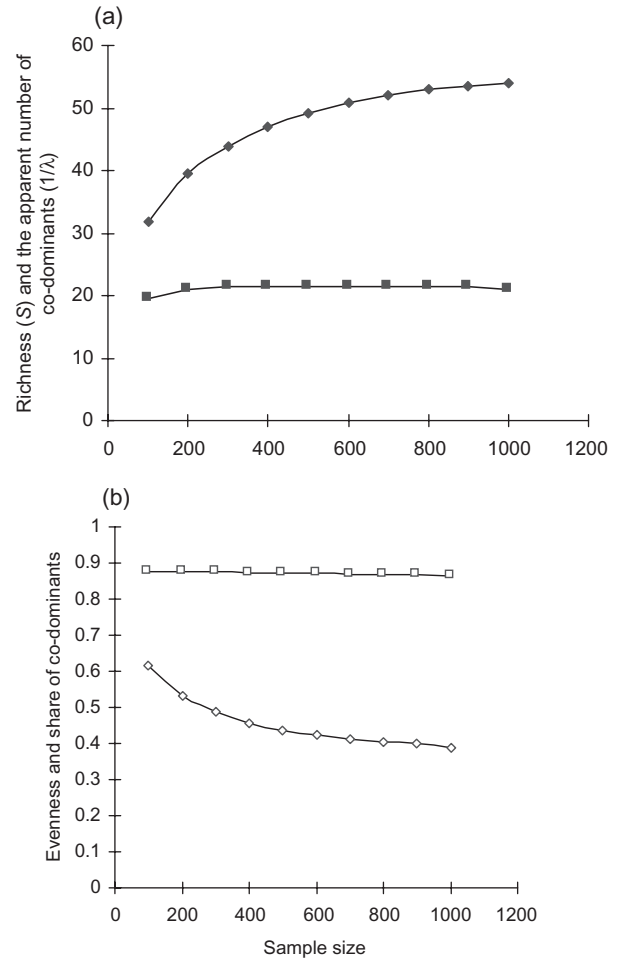 (a)
Richness (S) and the apparent number of
co-dominants (1/λ)
60
50
40
30
20
10
0
0 200 400 600 800 1000 1200
(b)
Evenness and share of co-dominants
1
0.9
0.8
0.7
0.6
0.5
0.4
0.3
0.2
0.1
0
0 200 400 600 800 1000 1200
Sample size